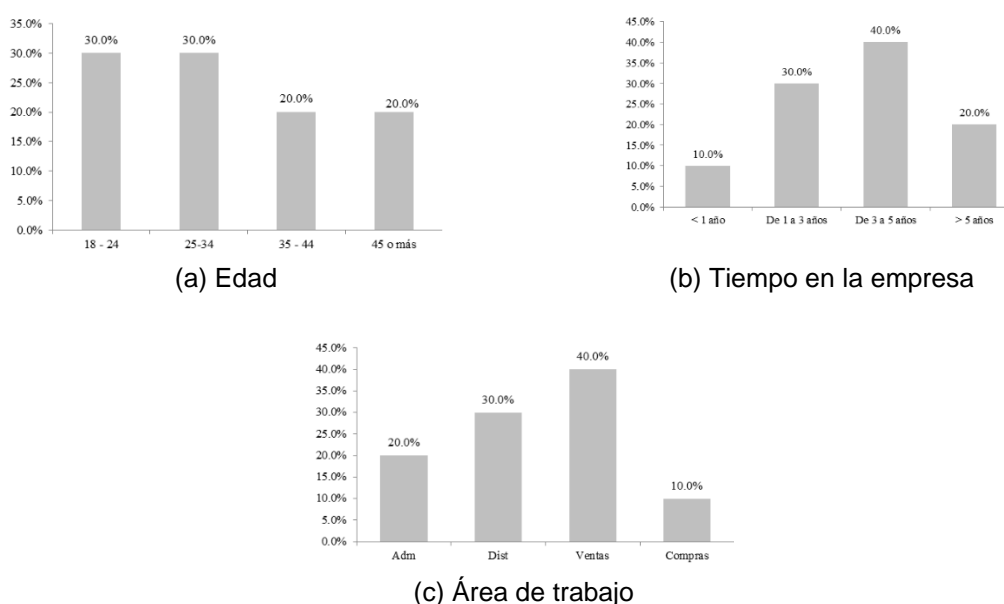 35.0%
30.0%
25.0%
20.0%
15.0%
10.0%
5.0%
0.0%
30.0%
30.0%
20.0%
20.0%
18 - 24
25-34
35 - 44
45 o más
(a) Edad
45.0%
40.0%
35.0%
30.0%
25.0%
20.0%
15.0%
10.0%
5.0%
0.0%
10.0%
30.0%
40.0%
20.0%
< 1 año
De 1 a 3 años
De 3 a 5 años
> 5 años
(b) Tiempo en la empresa
45.0%
40.0%
35.0%
30.0%
25.0%
20.0%
15.0%
10.0%
5.0%
0.0%
20.0%
30.0%
40.0%
10.0%
Adm
Dist
Ventas
Compras
(c) Área de trabajo